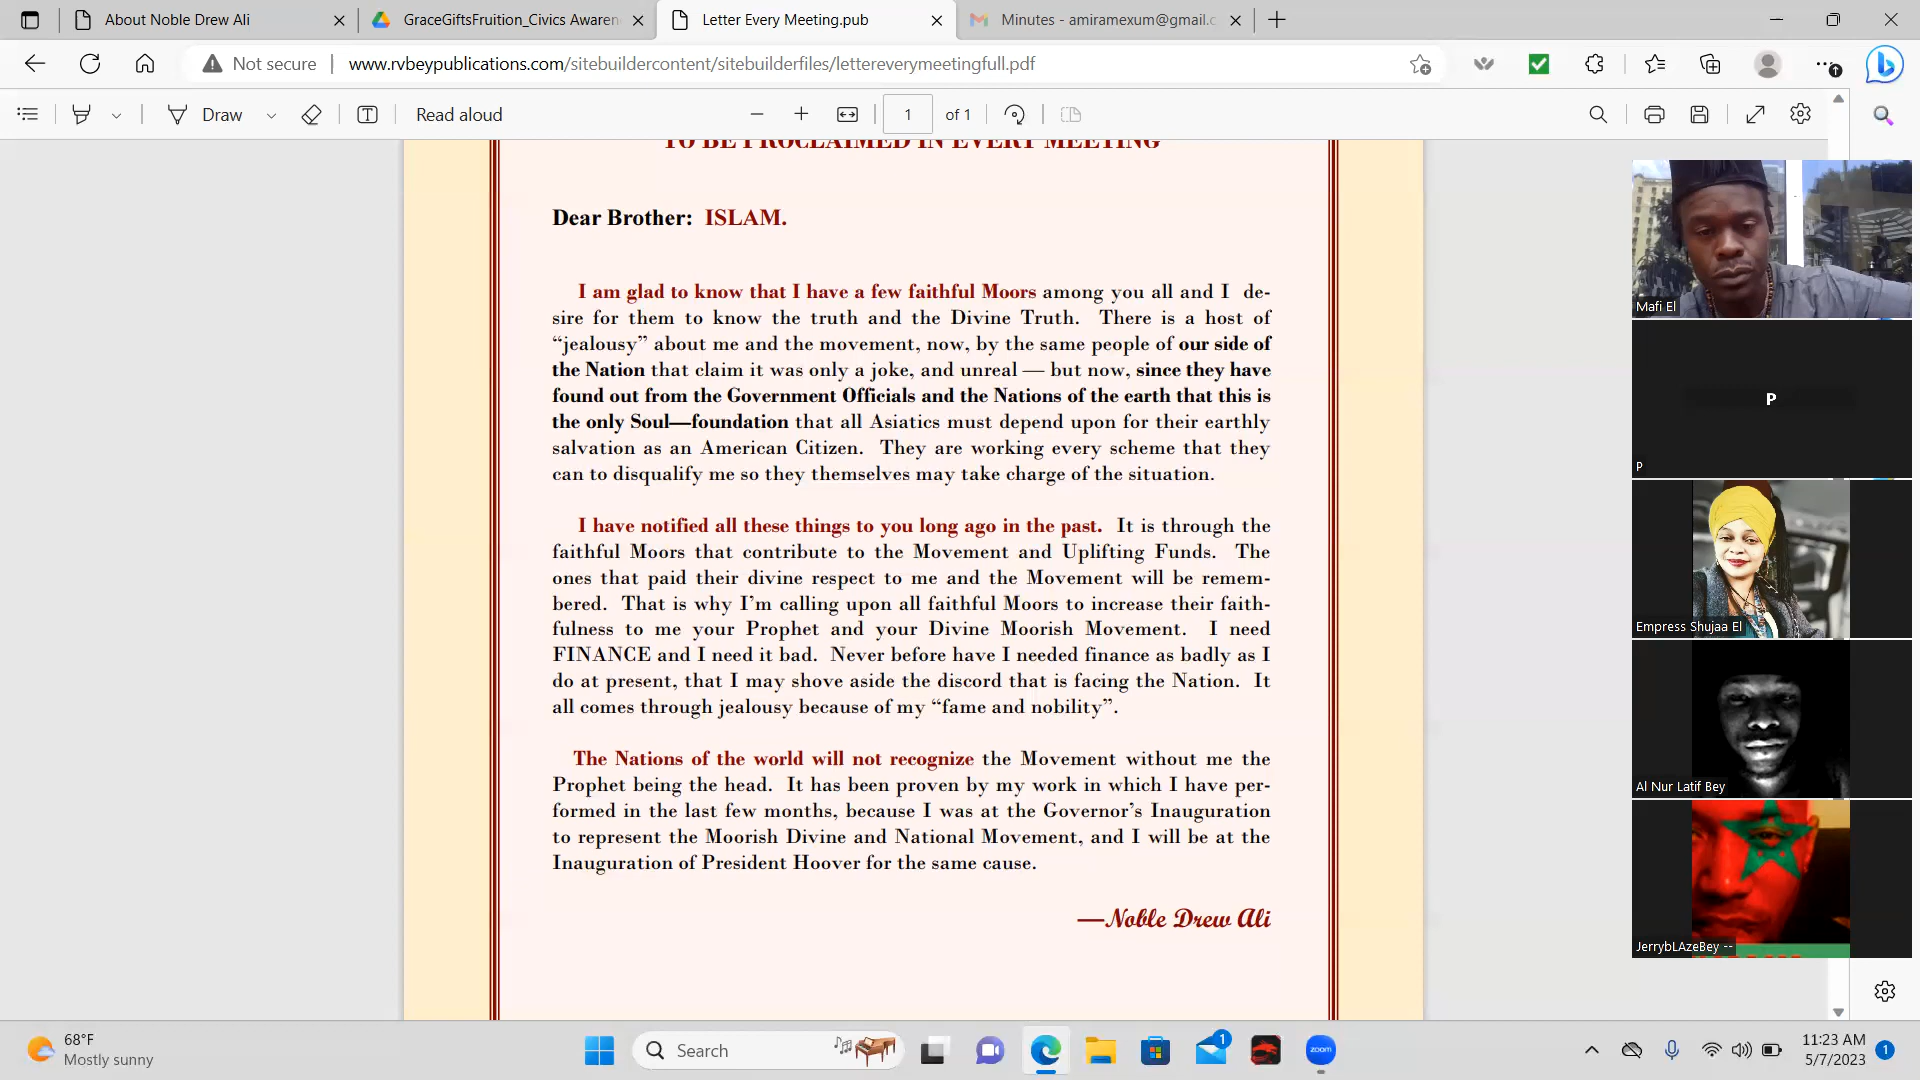 About Noble Drew Ali
GraceGiftsFruition_Civics Awaren
Letter Every Meeting.pub
Minutes - amiramexum@gmail.c
Not secure
www.rvbeypublications.com/sitebuildercontent/sitebuilderfiles/lettereverymeetingfull.pdf
Draw
Read aloud
1
of 1
TO BE PROCLAIMED IN EVERY MEETING
Dear Brother: ISLAM.
I am glad to know that I have a few faithful Moors among you all and I de-
sire for them to know the truth and the Divine Truth. There is a host of
“jealousy” about me and the movement, now, by the same people of our side of
the Nation that claim it was only a joke, and unreal — but now, since they have
found out from the Government Officials and the Nations of the earth that this is
the only Soul—foundation that all Asiatics must depend upon for their earthly
salvation as an American Citizen. They are working every scheme that they
can to disqualify me so they themselves may take charge of the situation.
I have notified all these things to you long ago in the past. It is through the
faithful Moors that contribute to the Movement and Uplifting Funds. The
ones that paid their divine respect to me and the Movement will be remem-
bered. That is why I’m calling upon all faithful Moors to increase their faith-
fulness to me your Prophet and your Divine Moorish Movement. I need
FINANCE and I need it bad. Never before have I needed finance as badly as I
do at present, that I may shove aside the discord that is facing the Nation. It
all comes through jealousy because of my “fame and nobility”.
The Nations of the world will not recognize the Movement without me the
Prophet being the head. It has been proven by my work in which I have per-
formed in the last few months, because I was at the Governor’s Inauguration
to represent the Moorish Divine and National Movement, and I will be at the
Inauguration of President Hoover for the same cause.
—Noble Drew Ali
Mafi El
P
P
Empress Shujaa El
Al Nur Latif Bey
JerrybLAzeBey --
68°F
Mostly sunny
Search
1
zoom
11:23 AM
5/7/2023
1